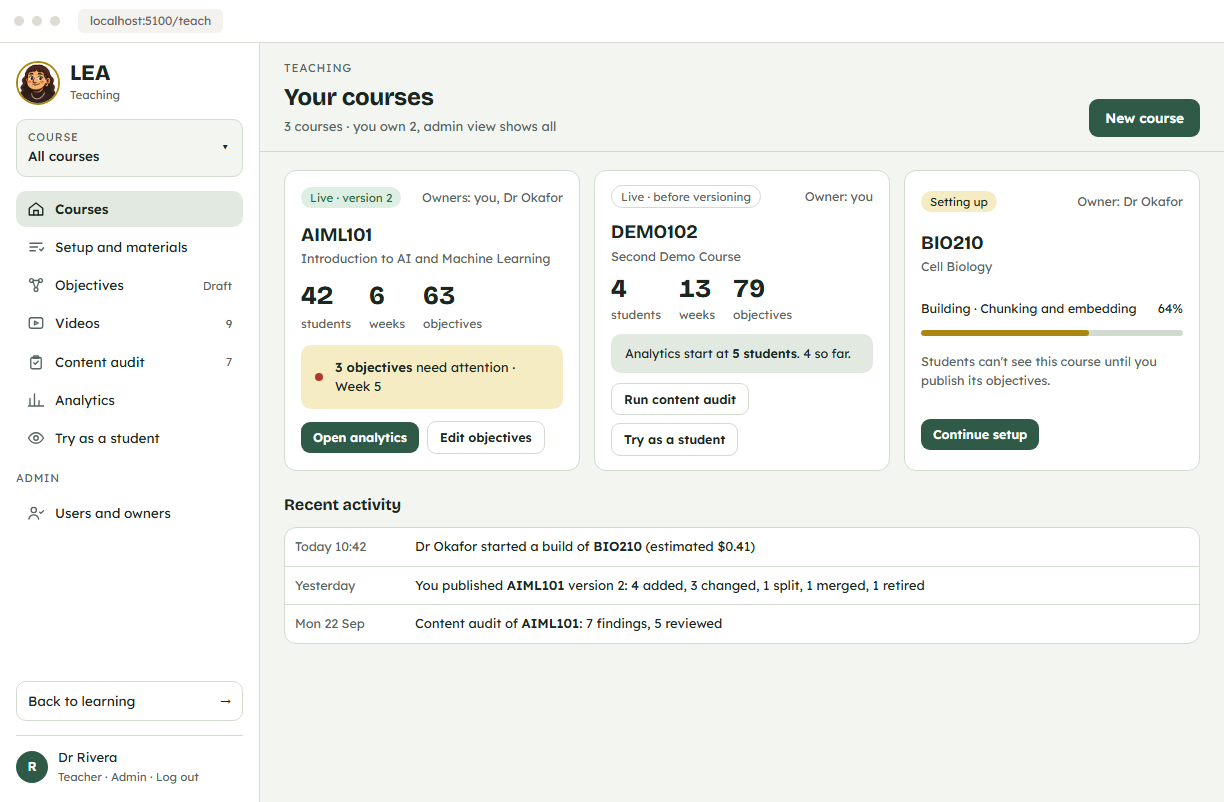 localhost:5100/teach
LEA
Teaching
COURSE
All courses
Courses
Setup and materials
Objectives Draft
Videos 9
Content audit 7
Analytics
Try as a student
ADMIN
Users and owners
Back to learning →
R
Dr Rivera
Teacher · Admin · Log out
TEACHING
Your courses
3 courses · you own 2, admin view shows all
New course
Live · version 2 Owners: you, Dr Okafor
AIML101
Introduction to AI and Machine Learning
42 6 63
students weeks objectives
3 objectives need attention ·
Week 5
Open analytics Edit objectives
Live · before versioning Owner: you
DEMO102
Second Demo Course
4 13 79
students weeks objectives
Analytics start at 5 students. 4 so far.
Run content audit
Try as a student
Setting up Owner: Dr Okafor
BIO210
Cell Biology
Building · Chunking and embedding 64%
Students can't see this course until you
publish its objectives.
Continue setup
Recent activity
Today 10:42 Dr Okafor started a build of BIO210 (estimated $0.41)
Yesterday You published AIML101 version 2: 4 added, 3 changed, 1 split, 1 merged, 1 retired
Mon 22 Sep Content audit of AIML101: 7 findings, 5 reviewed